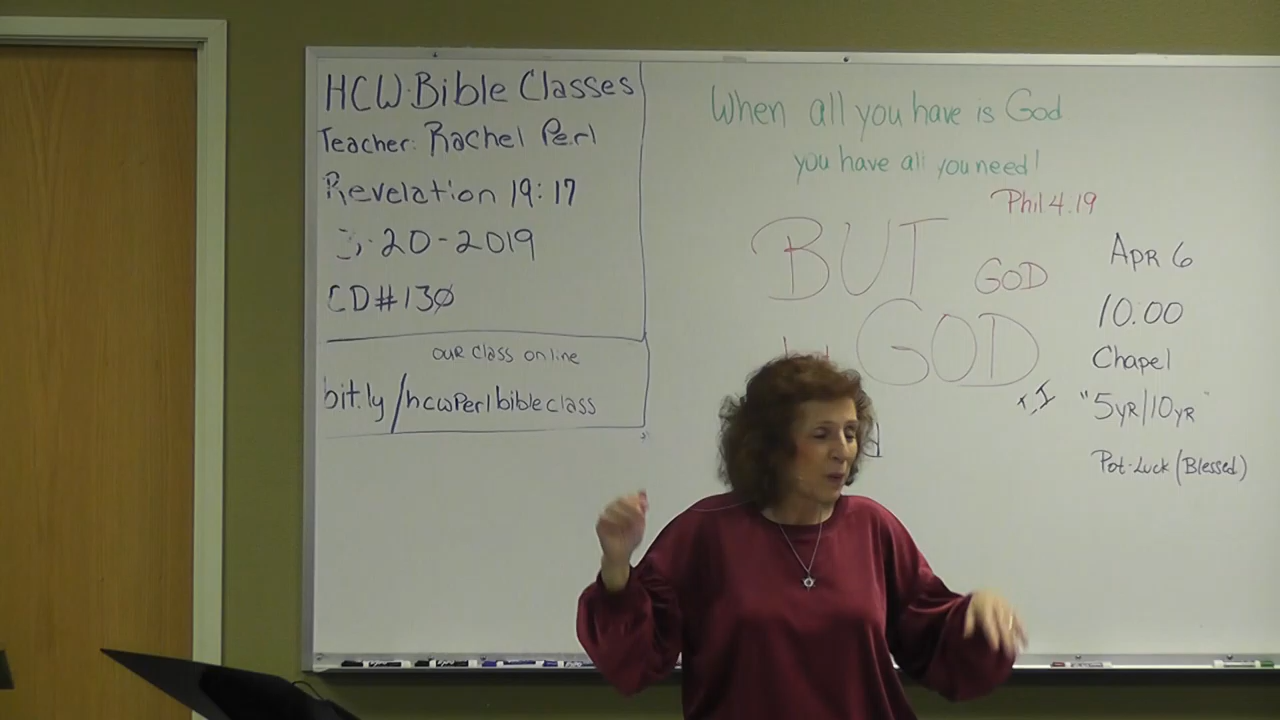 HCW Bible Classes
Teacher: Rachel Perl
Revelation 19:17
3-20-2019
CD#130
our class online
bit.ly/hcwPerlbibleclass
When all you have is God
you have all you need!
Phil 4.19
BUT GOD
GOD
Apr 6
10:00
Chapel
"5yr/10yr"
Pot-Luck (Blessed)